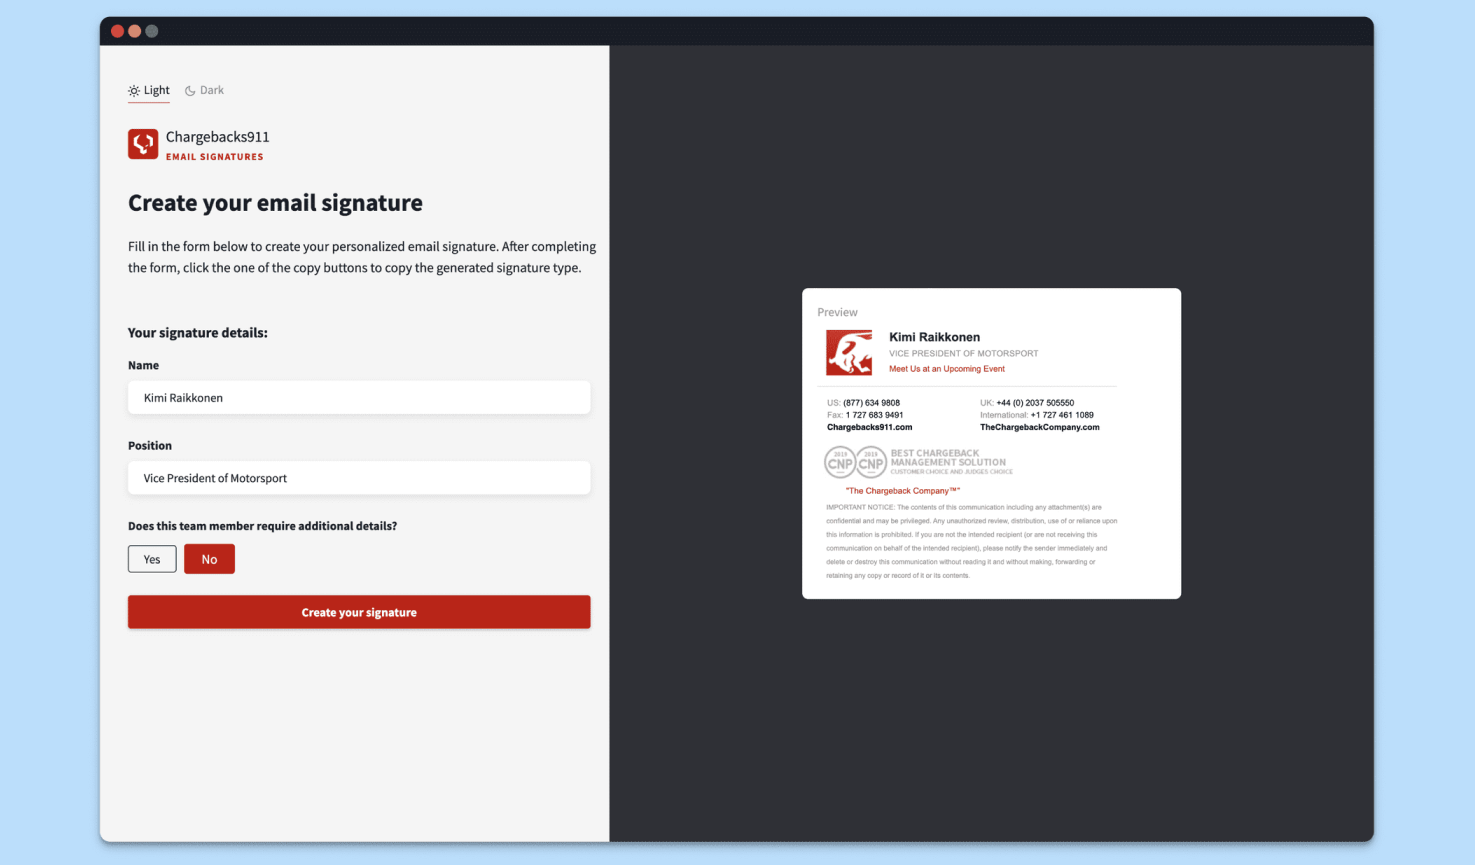 Light
Dark
Chargebacks911
EMAIL SIGNATURES
Create your email signature
Fill in the form below to create your personalized email signature. After completing
the form, click the one of the copy buttons to copy the generated signature type.
Your signature details:
Name
Kimi Raikkonen
Position
Vice President of Motorsport
Does this team member require additional details?
Yes
No
Create your signature
Preview
Kimi Raikkonen
VICE PRESIDENT OF MOTORSPORT
Meet Us at an Upcoming Event
US: (877) 634 9808
Fax: 1 727 683 9491
Chargebacks911.com
UK: +44 (0) 2037 505550
International: +1 727 461 1089
TheChargebackCompany.com
2019
CNP
2019
CNP
BEST CHARGEBACK
MANAGEMENT SOLUTION
CUSTOMER CHOICE AND JUDGES CHOICE
"The Chargeback Company™"
IMPORTANT NOTICE: The contents of this communication including any attachment(s) are
confidential and may be privileged. Any unauthorized review, distribution, use of or reliance upon
this information is prohibited. If you are not the intended recipient (or are not receiving this
communication on behalf of the intended recipient), please notify the sender immediately and
delete or destroy this communication without reading it and without making, forwarding or
retaining any copy or record of it or its contents.